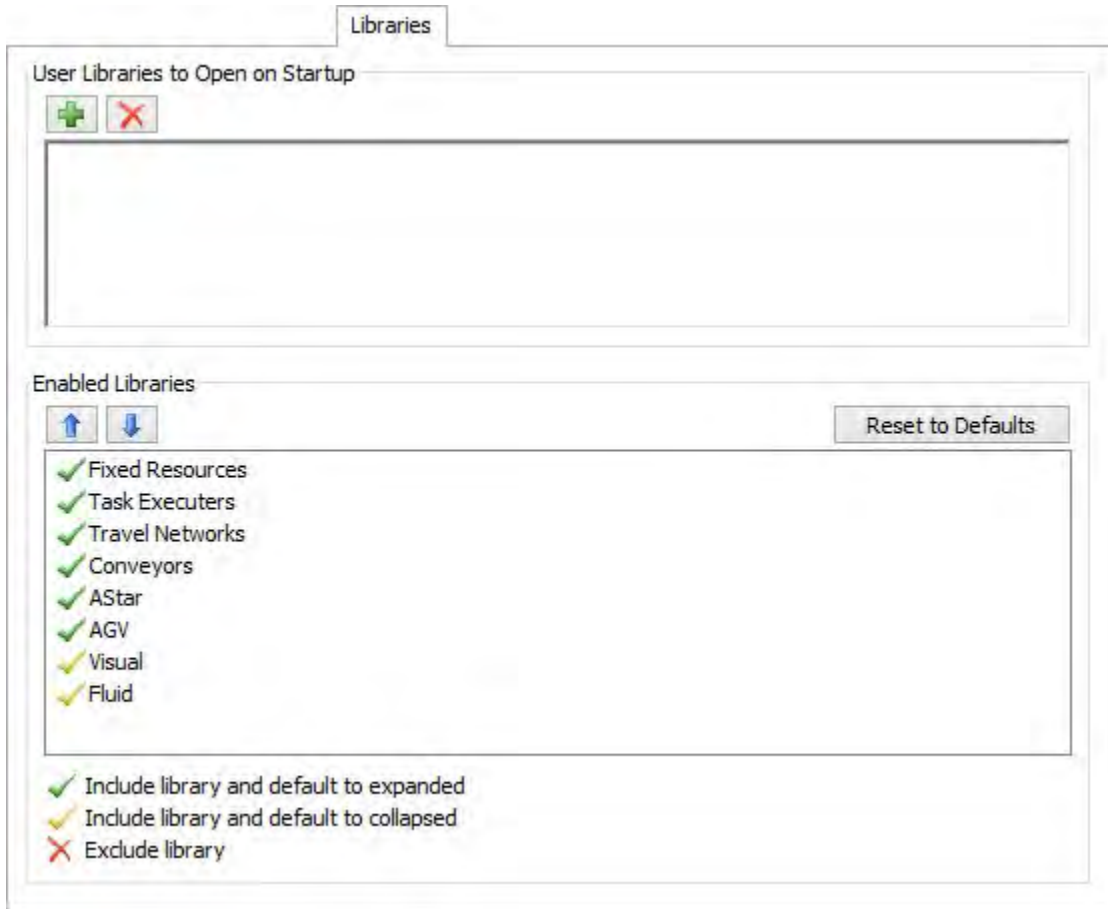 Libraries
User Libraries to Open on Startup
Enabled Libraries
Reset to Defaults
Fixed Resources
Task Executers
Travel Networks
Conveyors
AStar
AGV
Visual
Fluid
Include library and default to expanded
Include library and default to collapsed
Exclude library